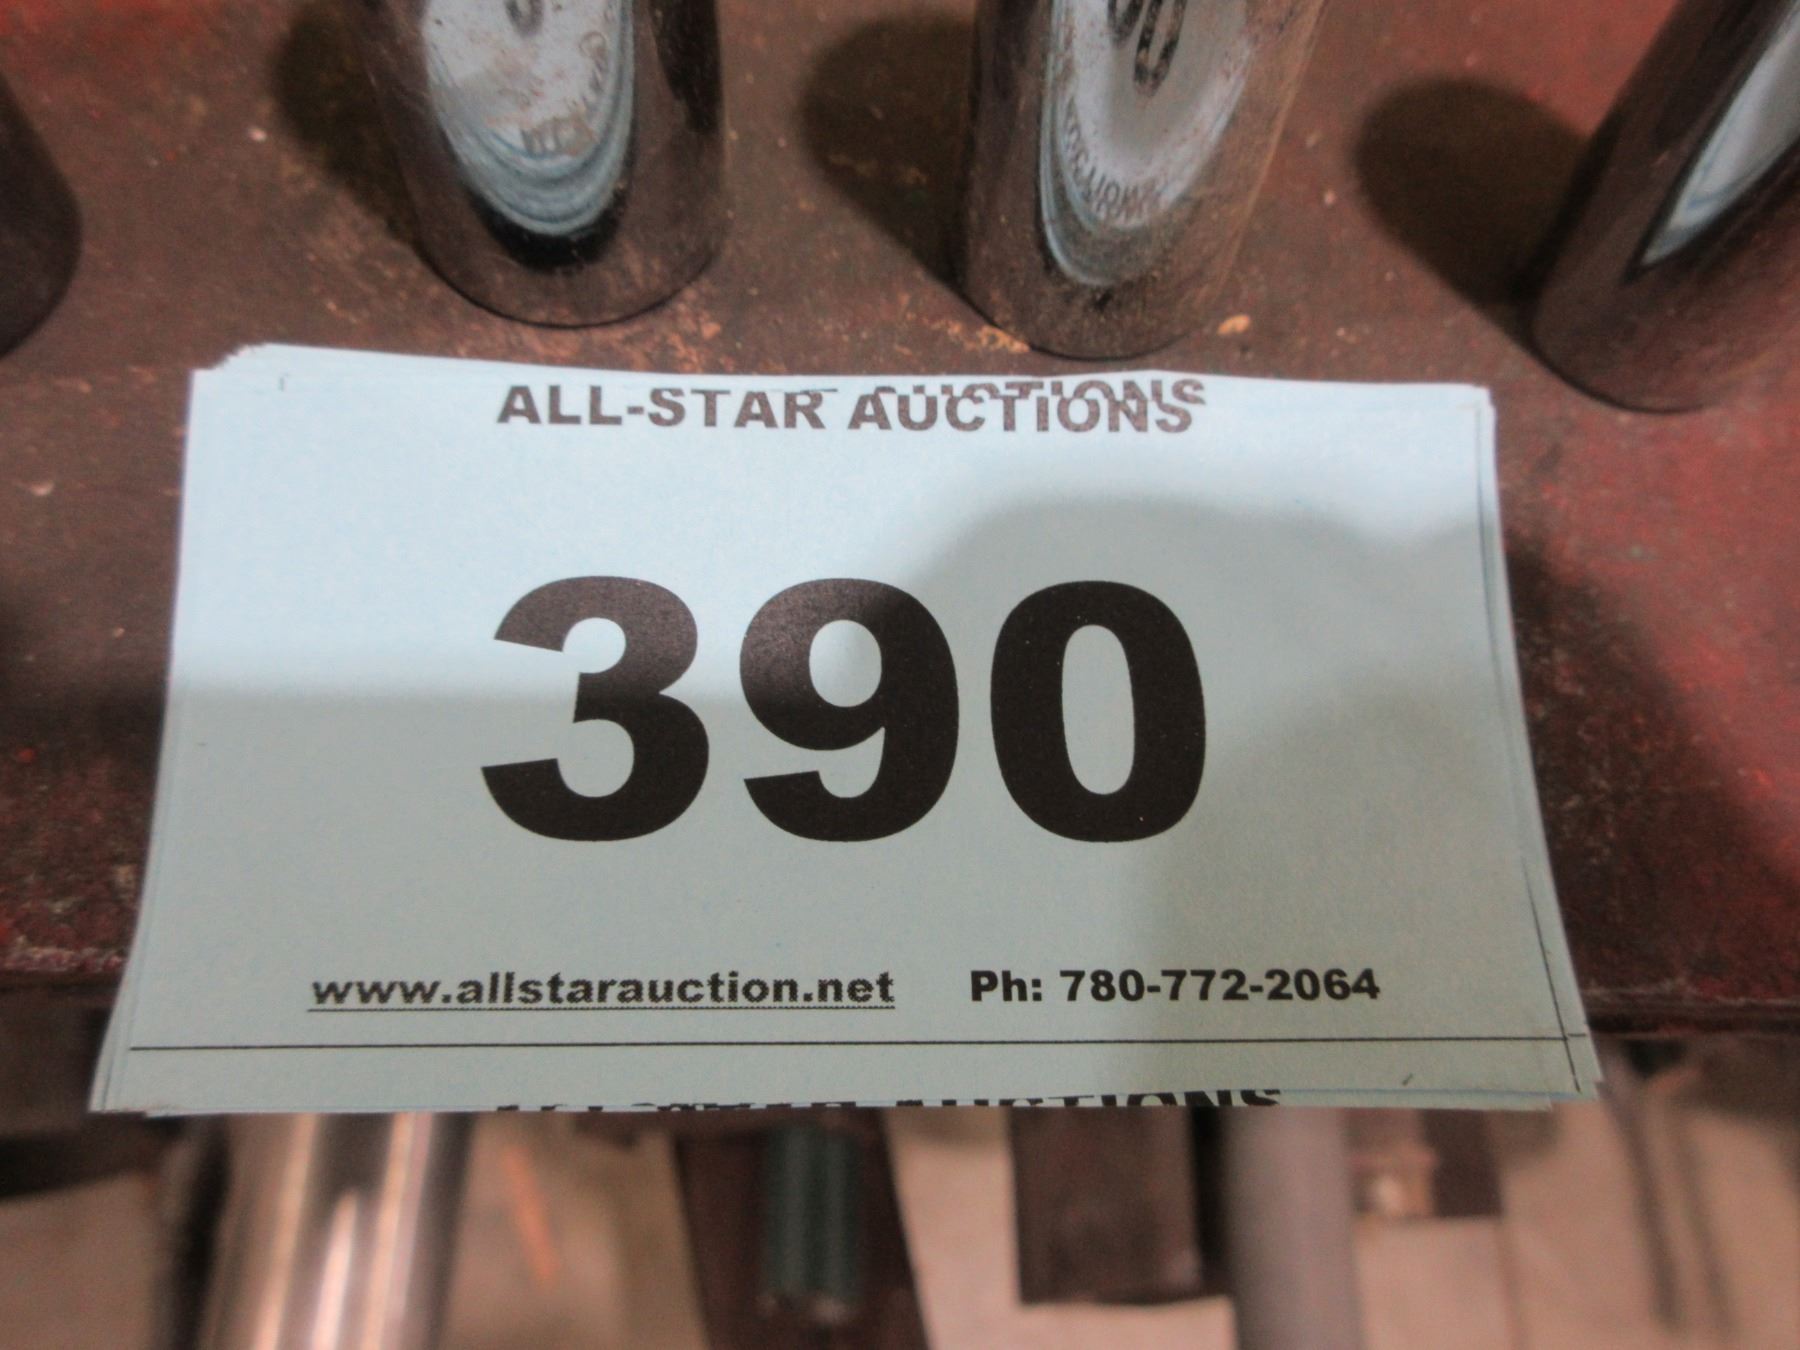 ALL-STAR AUCTIONS
390
www.allstarauction.net Ph: 780-772-2064